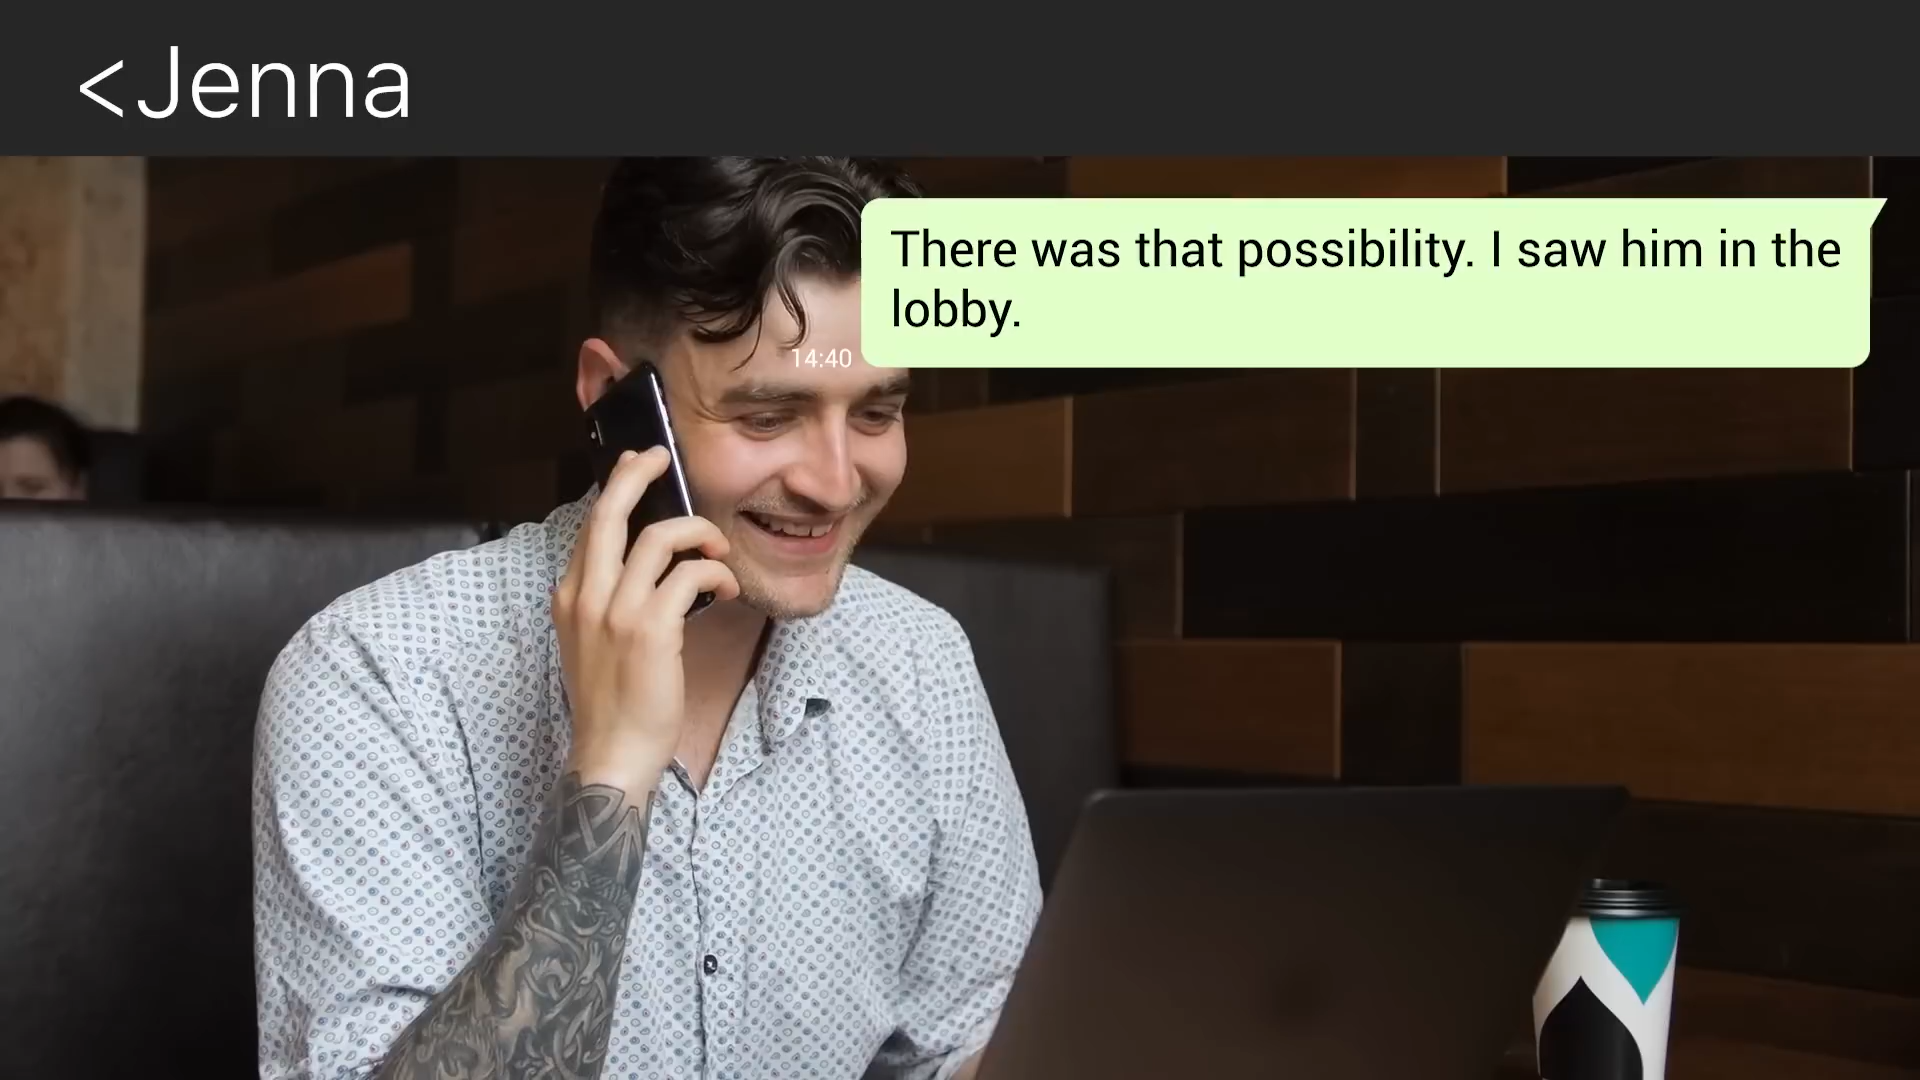 <Jenna
There was that possibility. I saw him in the
lobby.
14:40